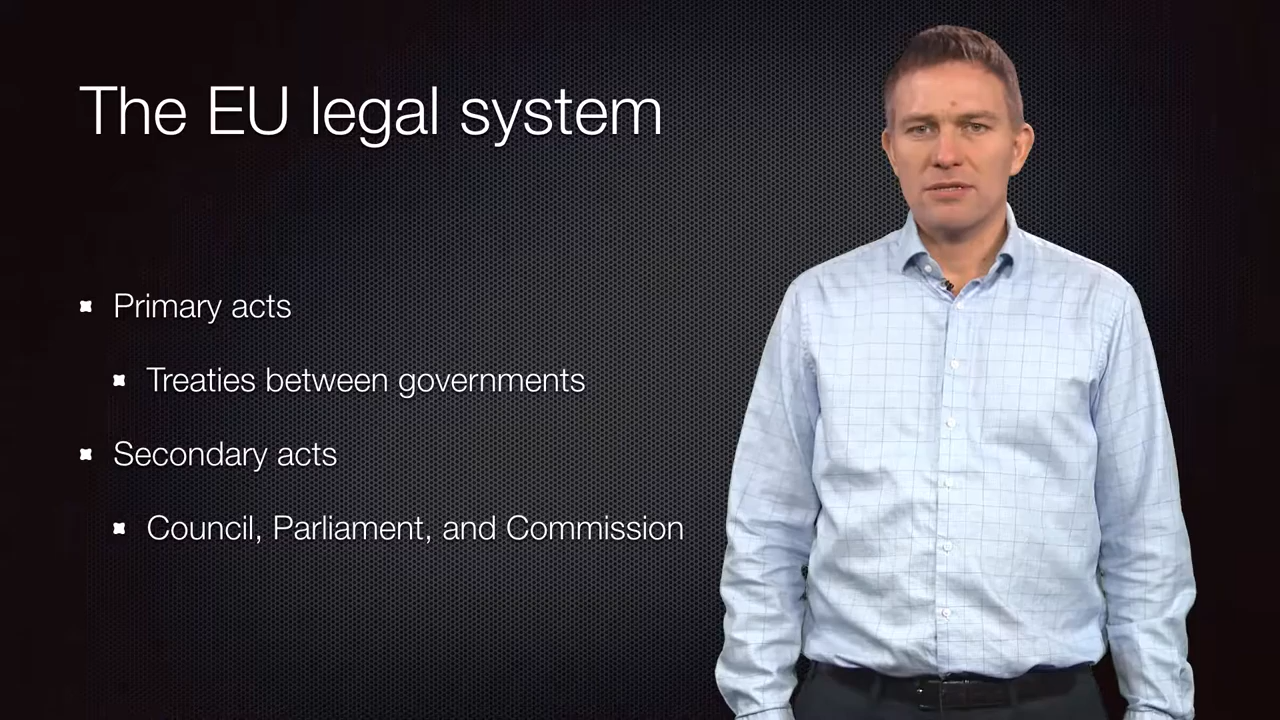 The EU legal system
Primary acts
Treaties between governments
Secondary acts
Council, Parliament, and Commission